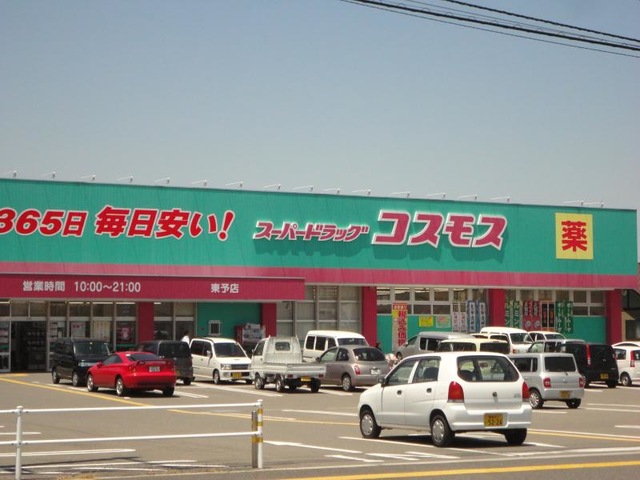 365日 毎日安い!
スーパードラッグ コスモス
薬
営業時間 10:00～21:00 東予店